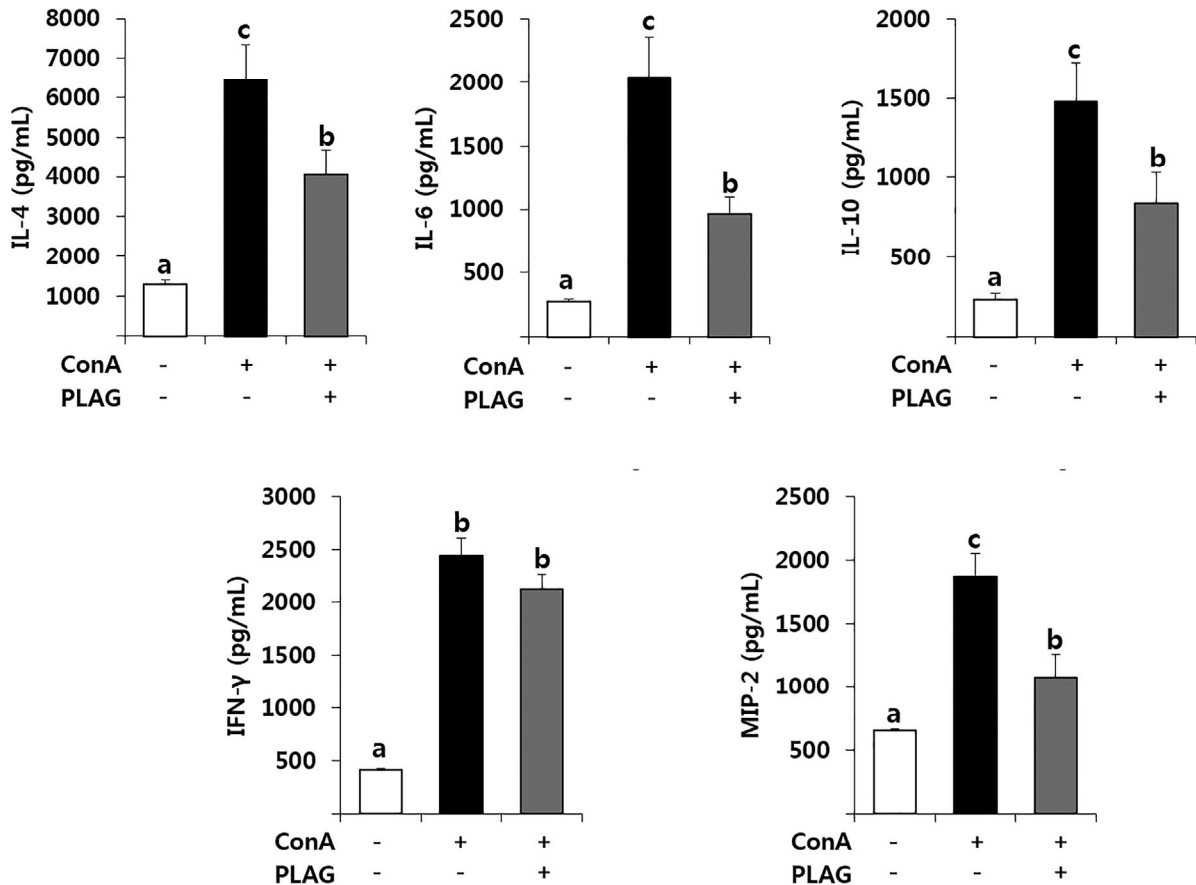 IL-4 (pg/mL)
8000
7000
6000
5000
4000
3000
2000
1000
a
c
b
ConA - + +
PLAG - - +
IL-6 (pg/mL)
2500
2000
1500
1000
500
a
c
b
ConA - + +
PLAG - - +
IL-10 (pg/mL)
2000
1500
1000
500
a
c
b
ConA - + +
PLAG - - +
IFN-γ (pg/mL)
3000
2500
2000
1500
1000
500
a
b
b
ConA - + +
PLAG - - +
MIP-2 (pg/mL)
2500
2000
1500
1000
500
a
c
b
ConA - + +
PLAG - - +